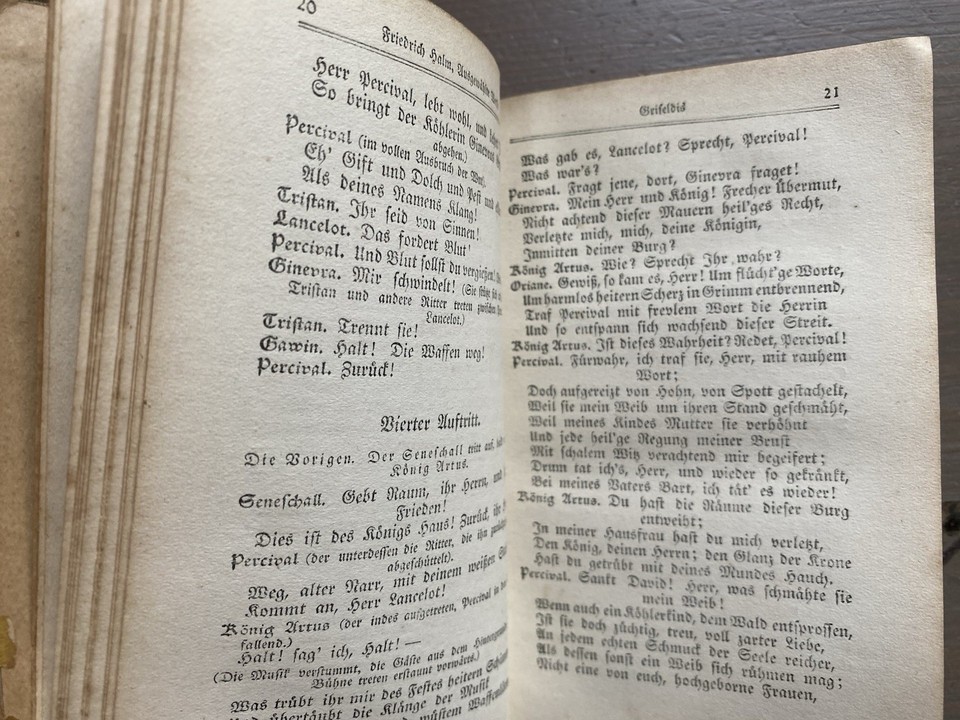 20
Friedrich Halm, Ausgewählte
Herr Percival, lebt wohl, und
So bringt der Köhlerin Ginevras
abgehen.)
Percival (im vollen Ausbruch der Wut).
Eh' Gift und Dolch und Pest und
Als deines Namens Klang!
Tristan. Ihr seid von Sinnen!
Lancelot. Das fordert Blut!
Percival. Und Blut sollst du vergießen!
Ginevra. Mir schwindelt! (Sie
Tristan und andere Ritter treten zwischen
Lancelot.)
Tristan. Trennt sie!
Gawin. Halt! Die Waffen weg!
Percival. Zurück!
Vierter Auftritt.
Die Vorigen. Der Seneschall tritt auf,
König Artus.
Seneschall. Gebt Raum, ihr Herrn, und
Frieden!
Dies ist des Königs Haus! Zurück, ihr
Percival (der unterdessen die Ritter, die ihn
abgeschüttelt).
Weg, alter Narr, mit deinem weißen
Kommt an, Herr Lancelot!
König Artus (der indes aufgetreten, Percival in
fallend.)
Halt! sag' ich, Halt! —
(Die Musik verstummt, die Gäste aus dem
Bühne treten erstaunt vorwärts.)
Was trübt ihr mir des Festes heitern
Und übertäubt die Klänge der Musik
wüstem
21
Griseldis
Was gab es, Lancelot? Sprecht, Percival!
Was war's?
Percival. Fragt jene, dort, Ginevra fraget!
Ginevra. Mein Herr und König! Frecher Übermut,
Nicht achtend dieser Mauern heil'ges Recht,
Verletzte mich, mich, deine Königin,
Inmitten deiner Burg?
König Artus. Wie? Sprecht Ihr wahr?
Oriane. Gewiß, so kam es, Herr! Um flücht'ge Worte,
Um harmlos heitern Scherz in Grimm entbrennend,
Traf Percival mit frevlem Wort die Herrin
Und so entspann sich wachsend dieser Streit.
König Artus. Ist dieses Wahrheit? Redet, Percival!
Percival. Fürwahr, ich traf sie, Herr, mit rauhem
Wort;
Doch aufgereizt von Hohn, von Spott gestachelt,
Weil sie mein Weib um ihren Stand geschmäht,
Weil meines Kindes Mutter sie verhöhnt
Und jede heil'ge Regung meiner Brust
Mit schalem Witz verachtend mir begeifert;
Drum tat ich's, Herr, und wieder so gekränkt,
Bei meines Vaters Bart, ich tät' es wieder!
König Artus. Du hast die Räume dieser Burg
entweiht;
In meiner Hausfrau hast du mich verletzt,
Den König, deinen Herrn; den Glanz der Krone
Hast du getrübt mit deines Mundes Hauch.
Percival. Sankt David! Herr, was schmähte sie
mein Weib!
Wenn auch ein Köhlerkind, dem Wald entsprossen,
Ist sie doch züchtig, treu, voll zarter Liebe,
An jedem echten Schmuck der Seele reicher,
Als dessen sonst ein Weib sich rühmen mag;
Nicht eine von euch, hochgeborne Frauen,